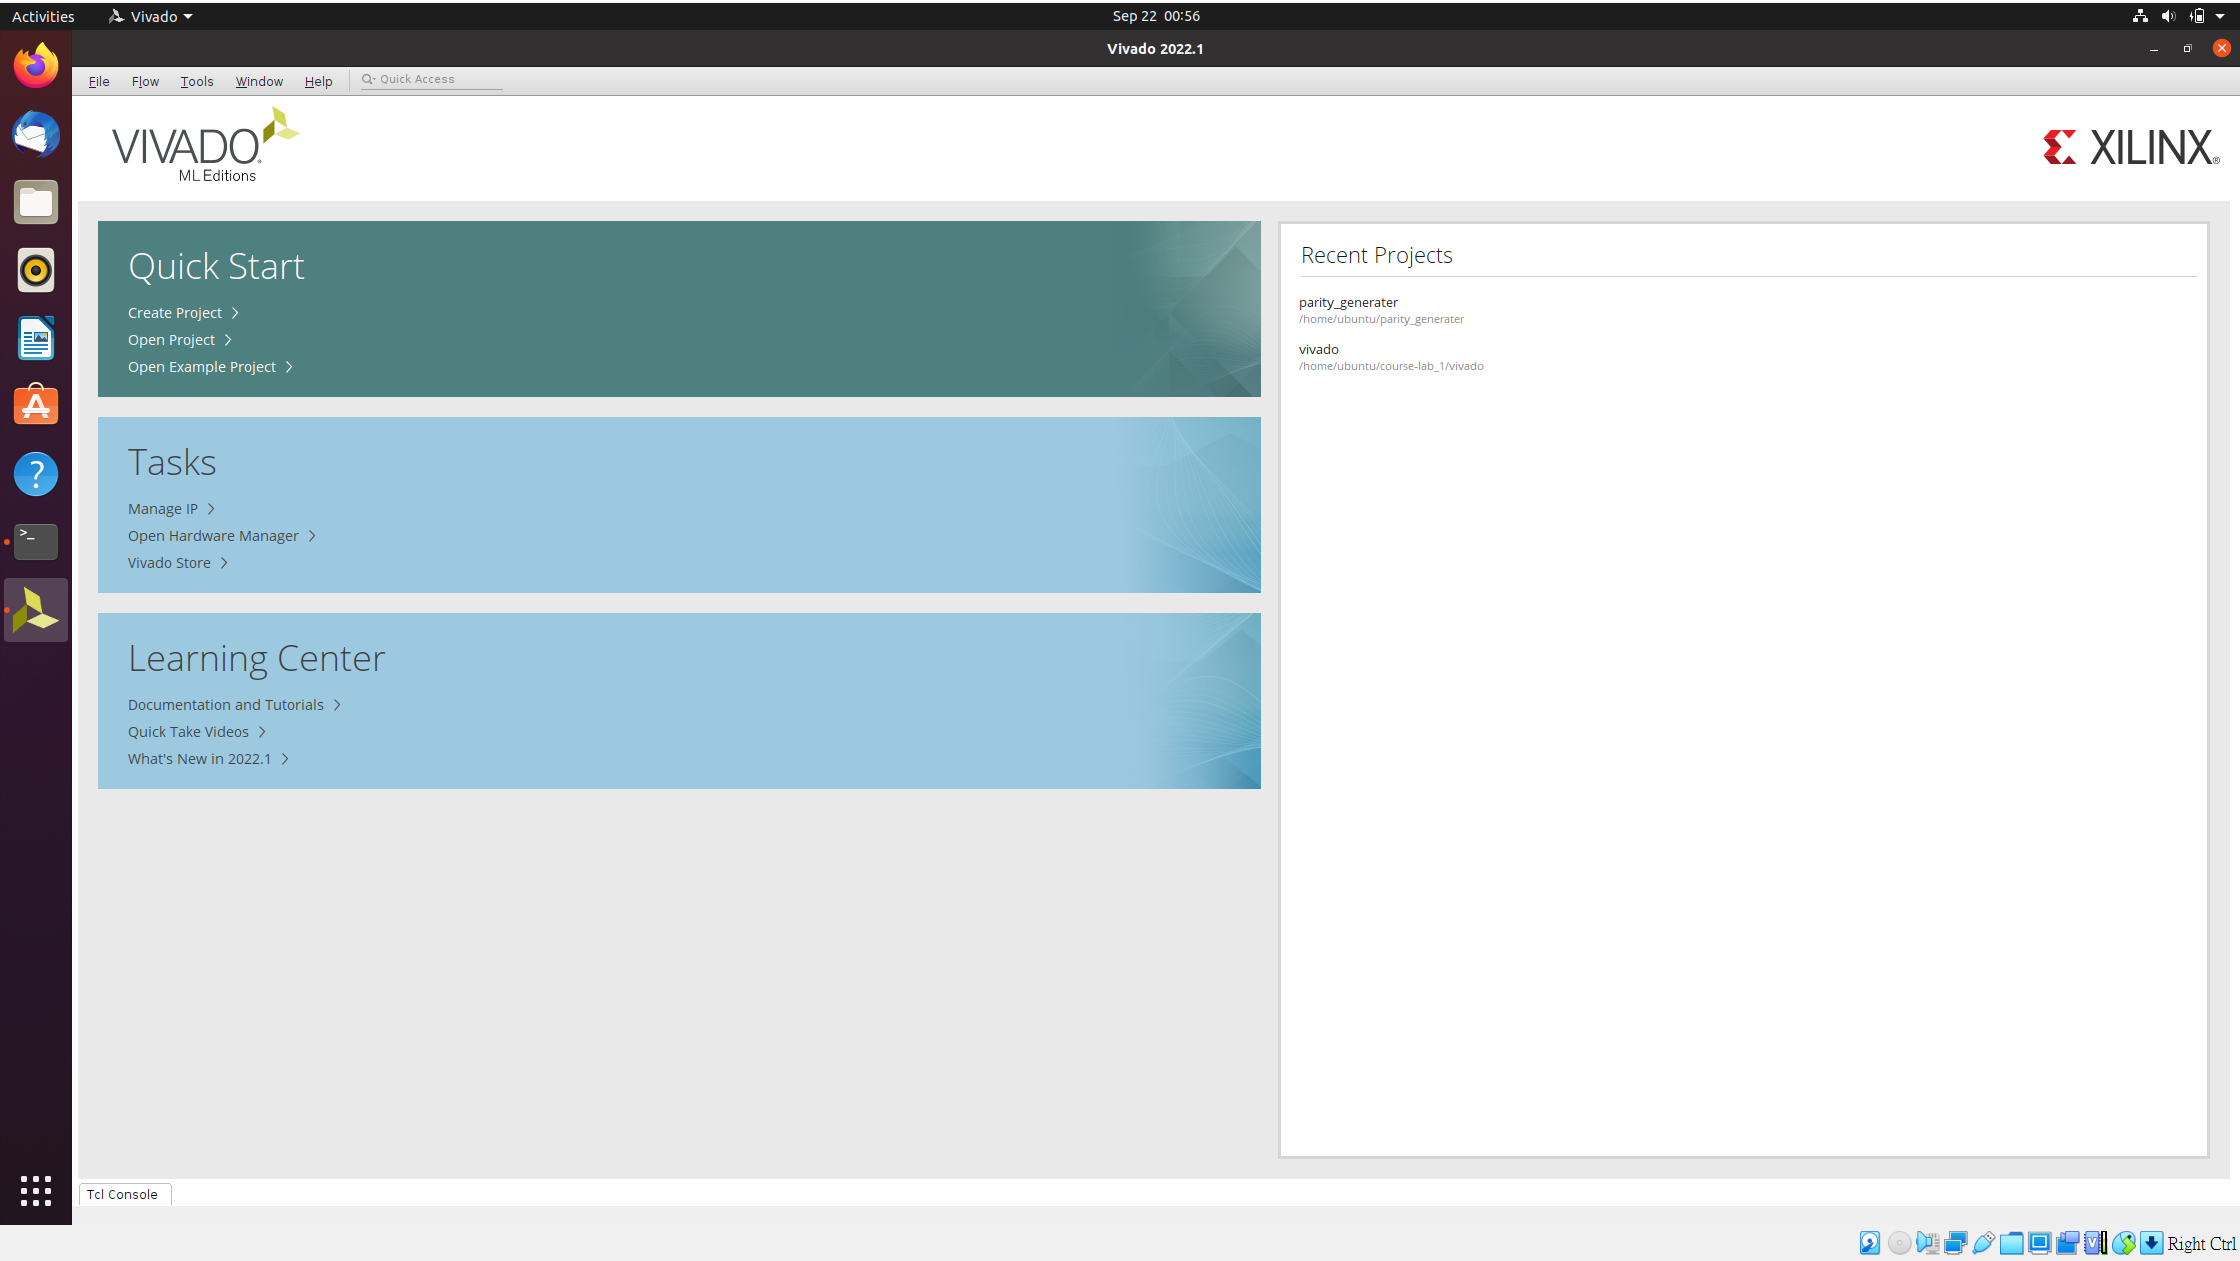 Activities
Vivado
Sep 22 00:56
Vivado 2022.1
File Flow Tools Window Help Quick Access
VIVADO
ML Editions
XILINX
Quick Start
Create Project
Open Project
Open Example Project
Tasks
Manage IP
Open Hardware Manager
Vivado Store
Learning Center
Documentation and Tutorials
Quick Take Videos
What's New in 2022.1
Recent Projects
parity_generater
/home/ubuntu/parity_generater
vivado
/home/ubuntu/course-lab_1/vivado
Tcl Console
Right Ctrl